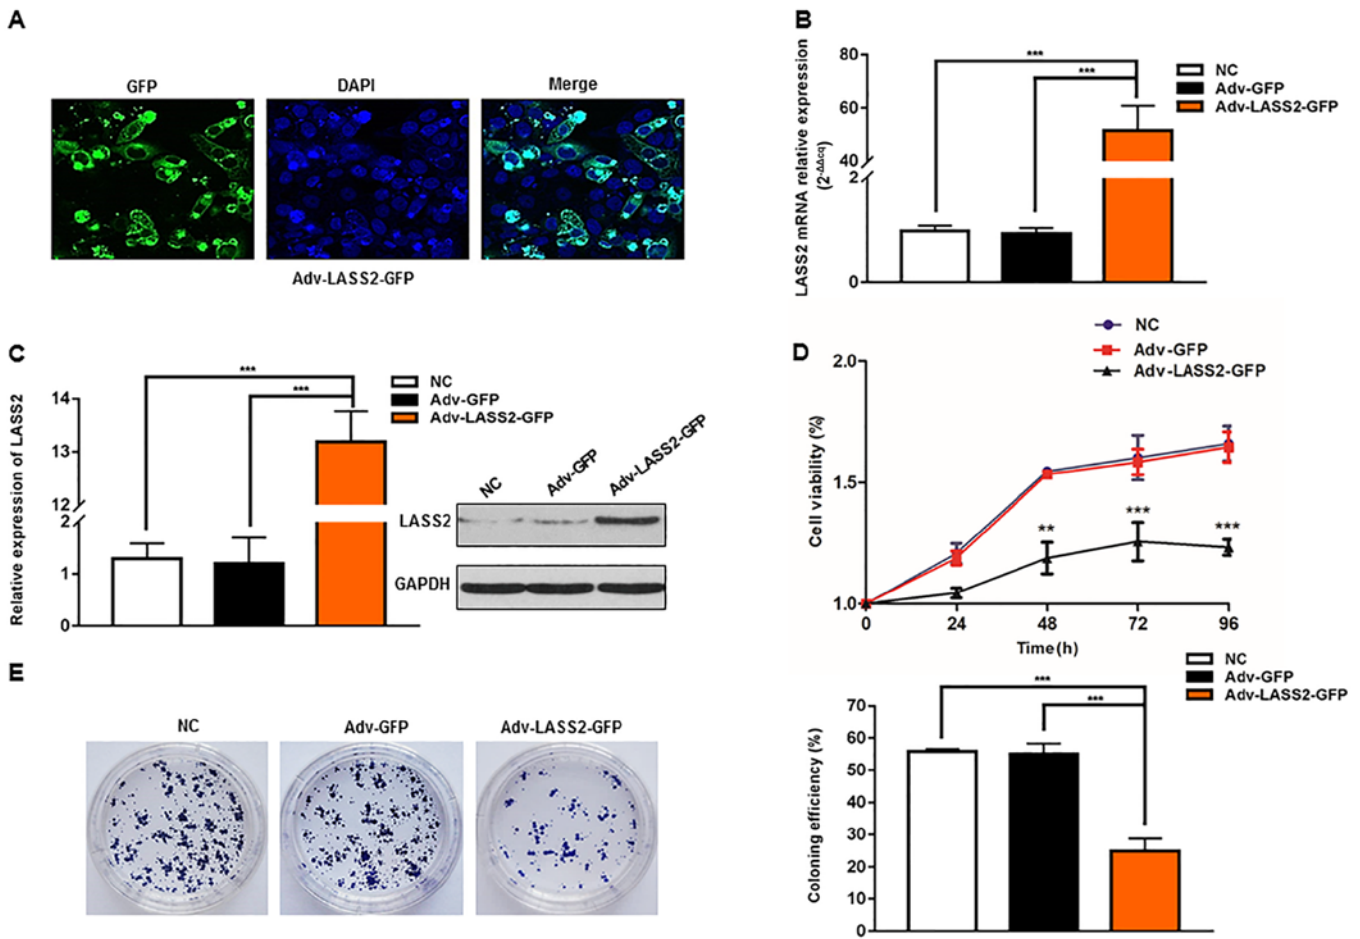 A
GFP
DAPI
Merge
Adv-LASS2-GFP
B
LASS2 mRNA relative expression
(2-ΔΔcq)
80
60
40
2
0
***
***
NC
Adv-GFP
Adv-LASS2-GFP
C
Relative expression of LASS2
14
13
12
2
1
0
***
***
NC
Adv-GFP
Adv-LASS2-GFP
NC
Adv-GFP
Adv-LASS2-GFP
LASS2
GAPDH
D
NC
Adv-GFP
Adv-LASS2-GFP
Cell viability (%)
2.0
1.5
1.0
**
***
***
0
24
48
72
96
Time (h)
E
NC
Adv-GFP
Adv-LASS2-GFP
NC
Adv-GFP
Adv-LASS2-GFP
Coloning efficiency (%)
70
60
50
40
30
20
10
0
***
***